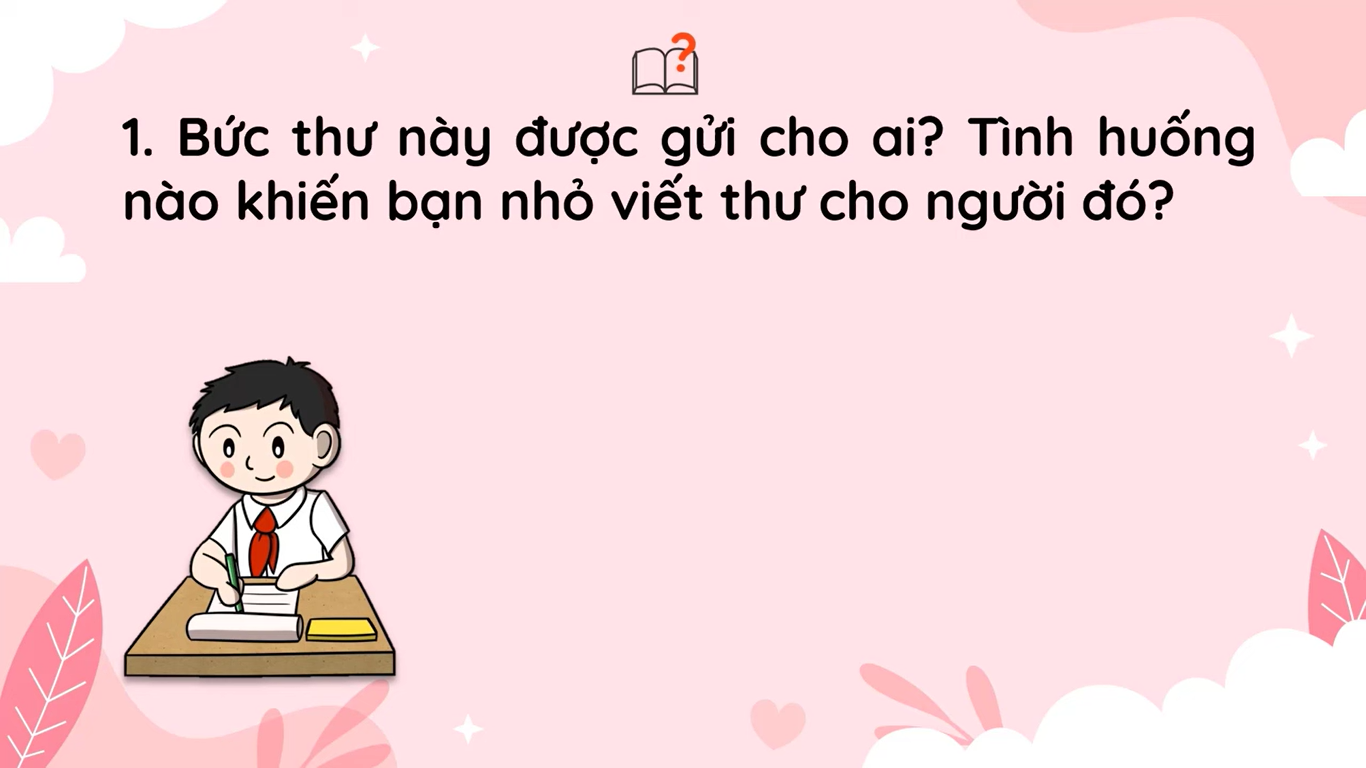 1. Bức thư này được gửi cho ai? Tình huống
nào khiến bạn nhỏ viết thư cho người đó?